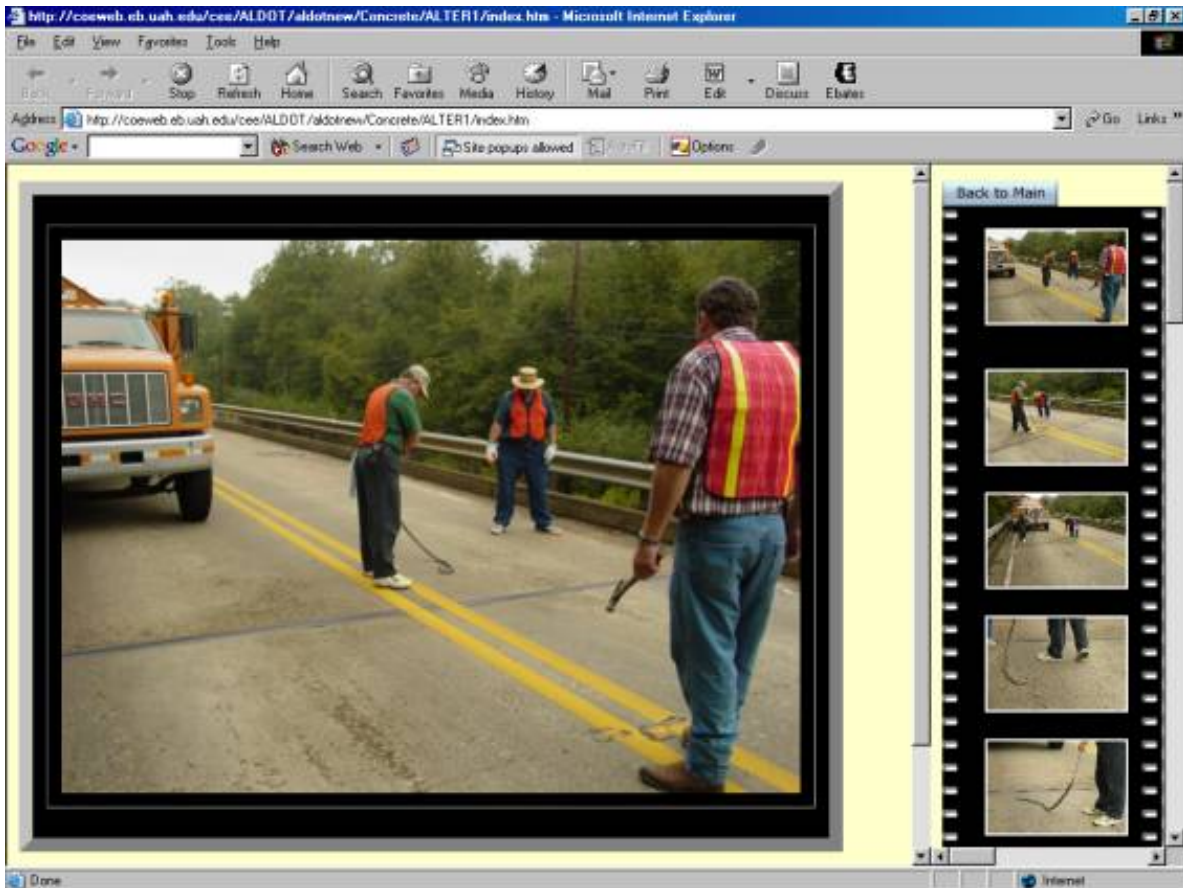 http://coeweb.eb.uah.edu/cee/ALDOT/aldotnew/Concrete/ALTER1/index.htm - Microsoft Internet Explorer
File Edit View Favorites Tools Help
Back Forward Stop Refresh Home Search Favorites Media History Mail Print Edit Discuss Ebates
Address http://coeweb.eb.uah.edu/cee/ALDOT/aldotnew/Concrete/ALTER1/index.htm Go Links »
Google Search Web Site popups allowed Options
Back to Main
GMC
Done Internet